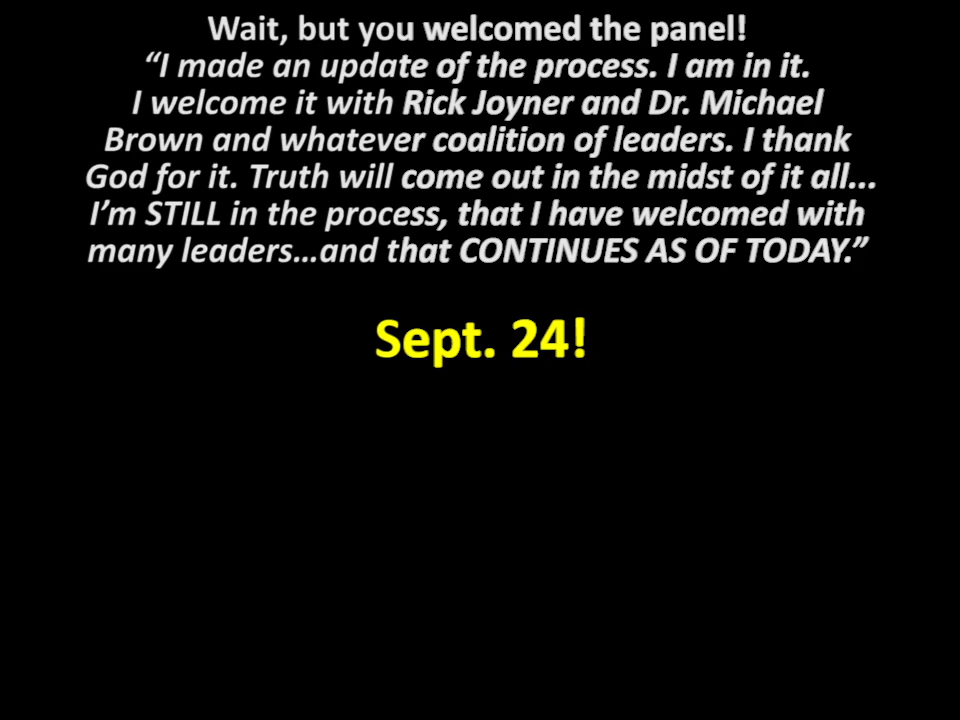 Wait, but you welcomed the panel!
“I made an update of the process. I am in it.
I welcome it with Rick Joyner and Dr. Michael
Brown and whatever coalition of leaders. I thank
God for it. Truth will come out in the midst of it all...
I’m STILL in the process, that I have welcomed with
many leaders…and that CONTINUES AS OF TODAY.”
Sept. 24!